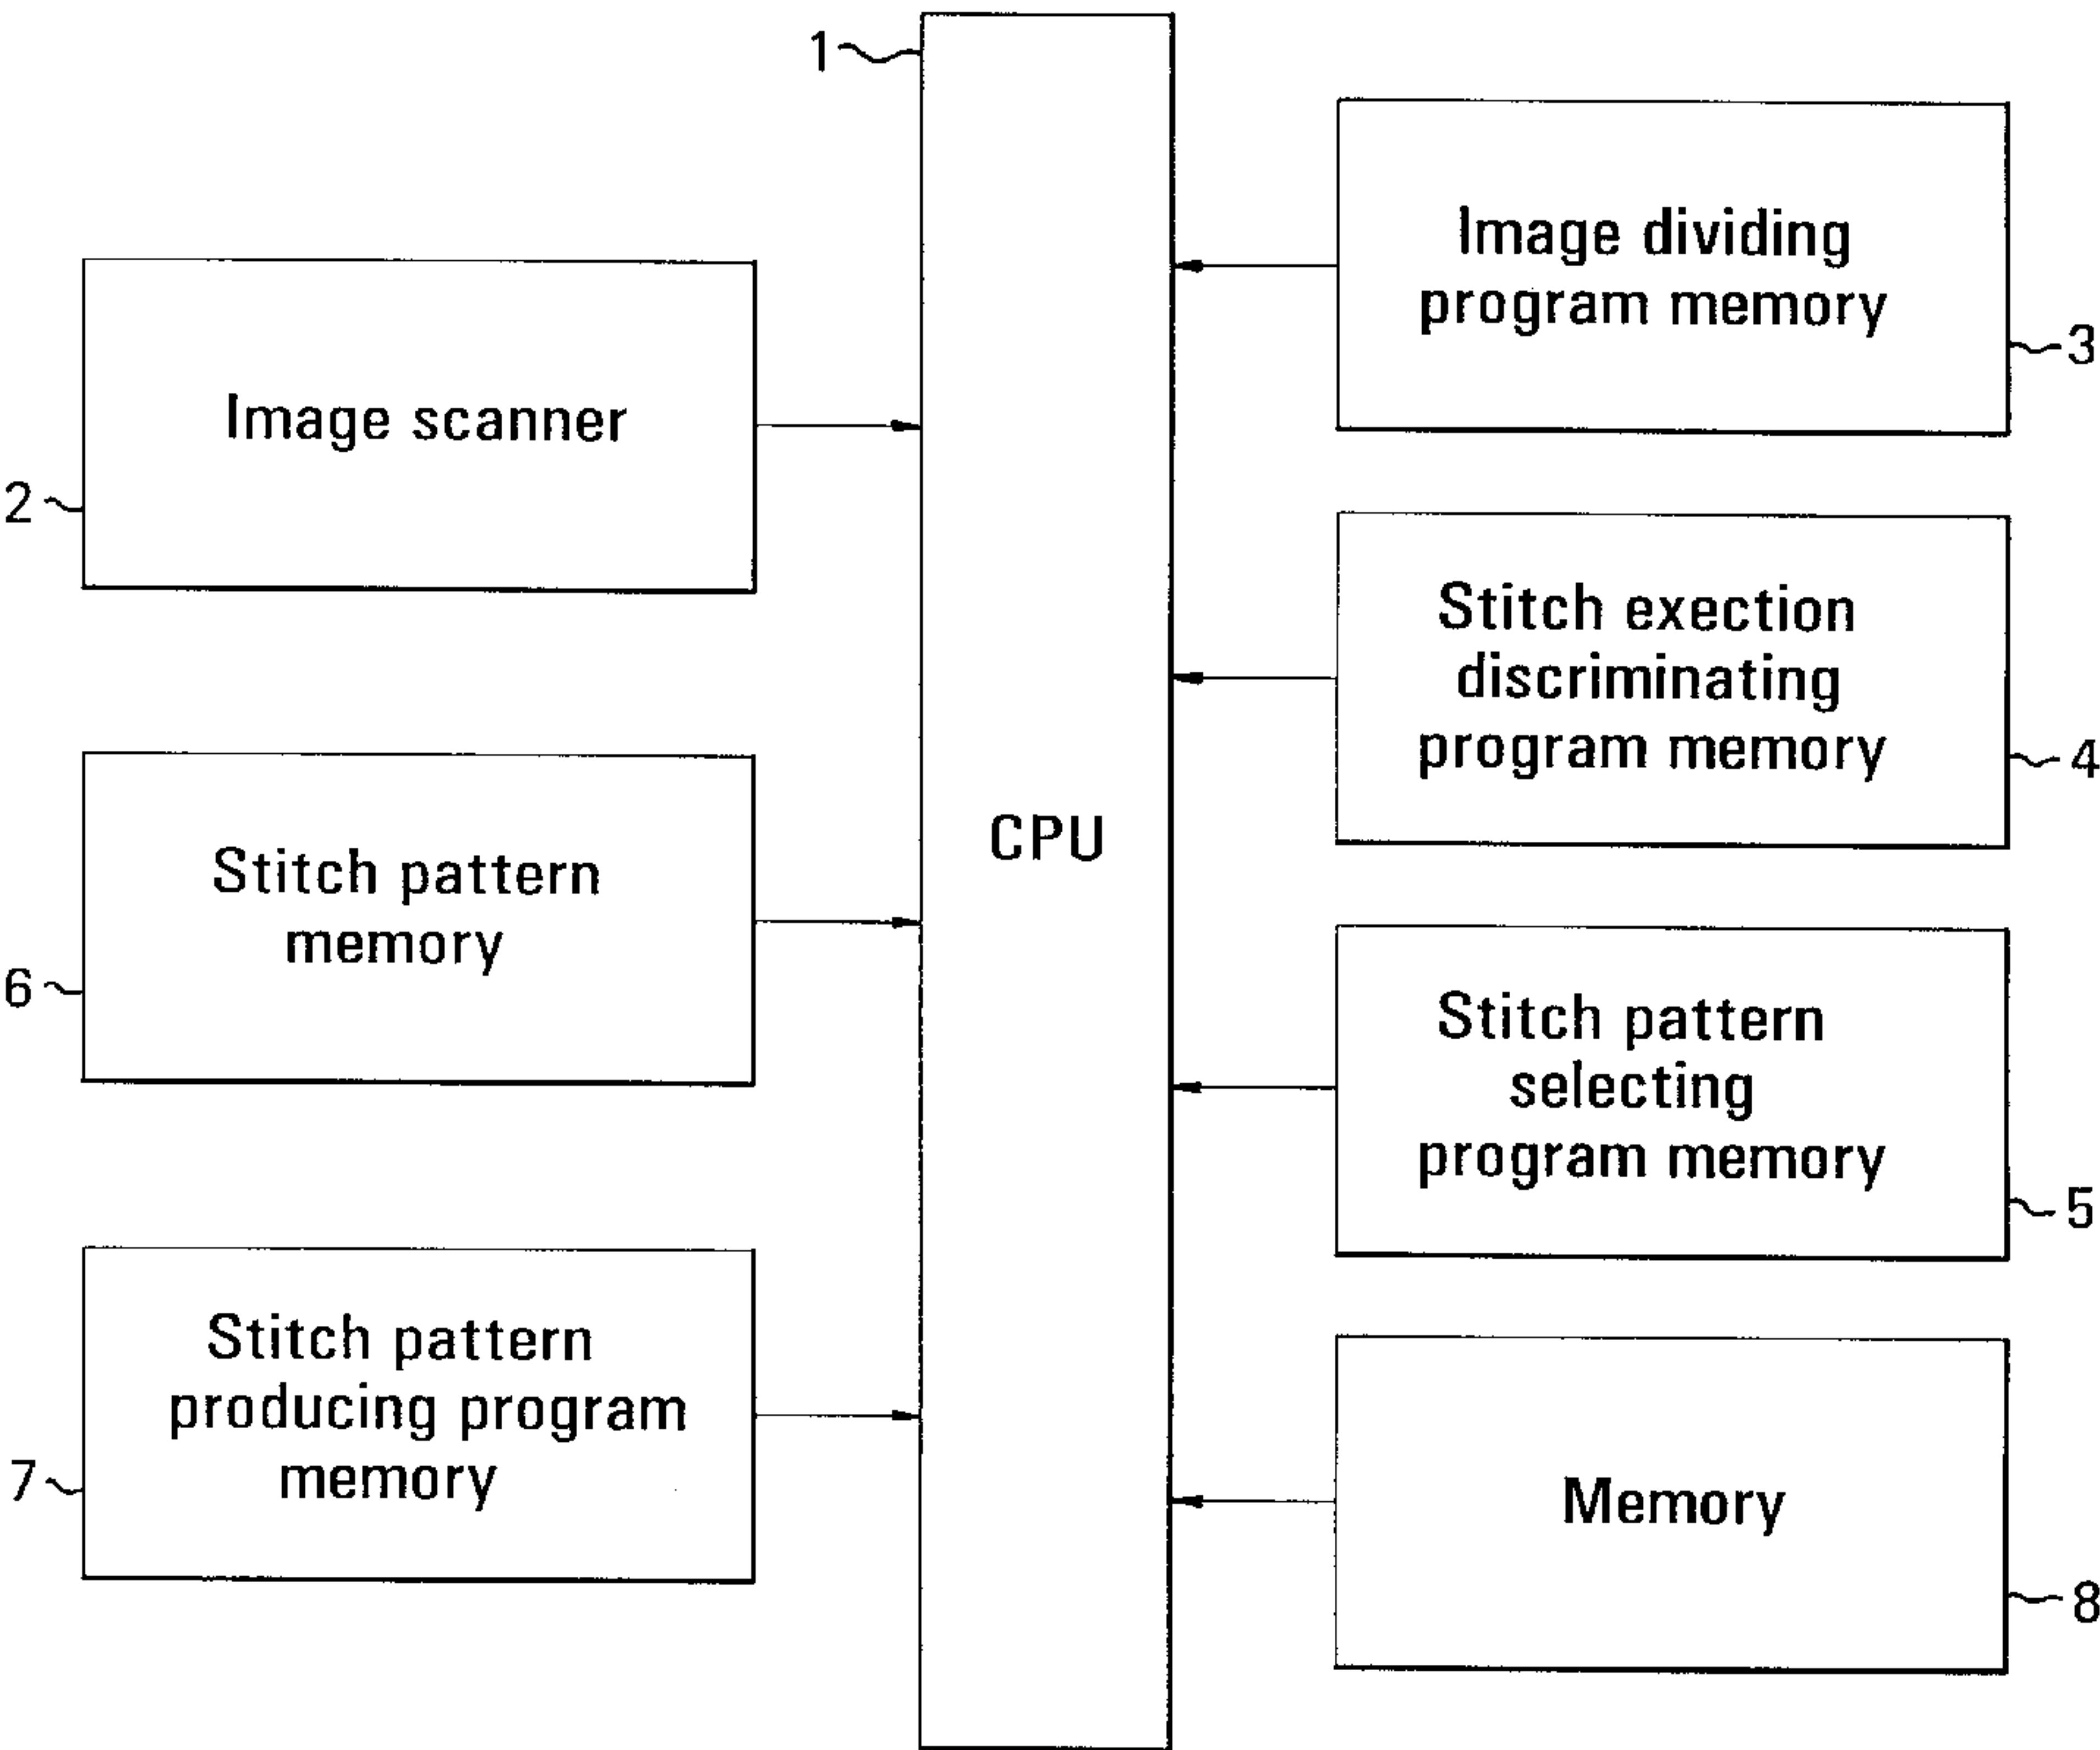 1
CPU
Image scanner
2
Stitch pattern
memory
6
Stitch pattern
producing program
memory
7
Image dividing
program memory
3
Stitch exection
discriminating
program memory
4
Stitch pattern
selecting
program memory
5
Memory
8